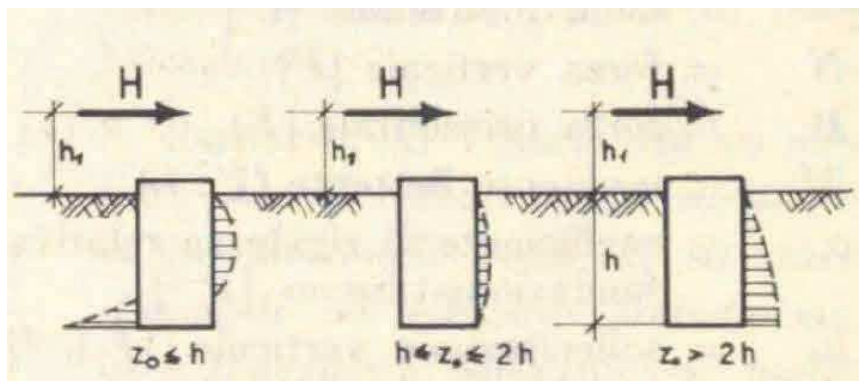 H H H
h₁ h₁ h₁
h
z₀ ≤ h h ≤ z₀ ≤ 2h z₀ > 2h